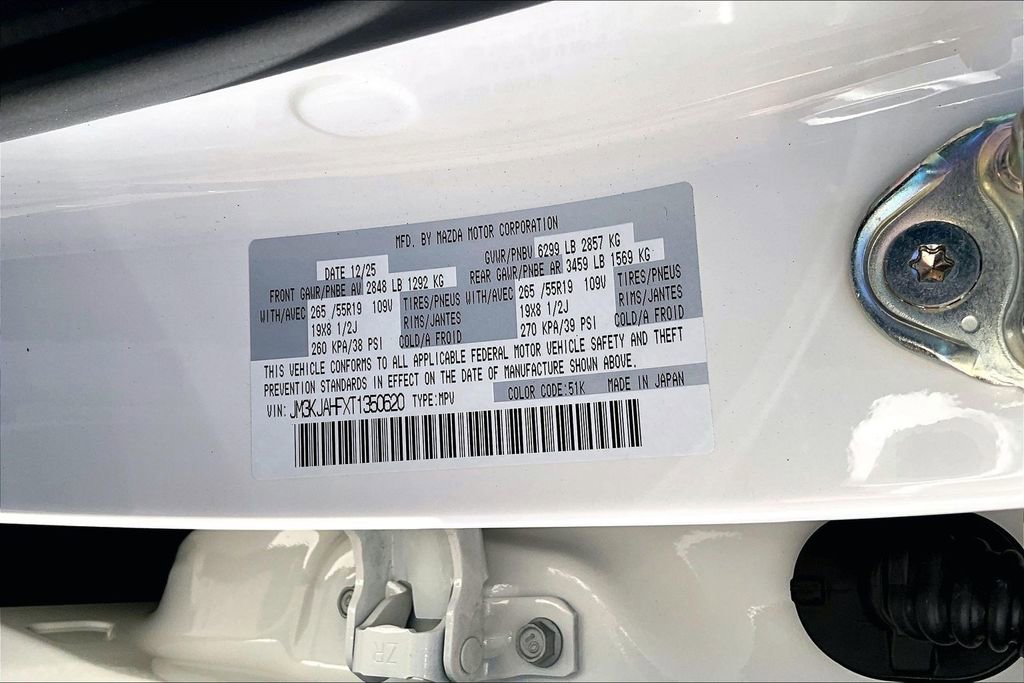 MFD. BY MAZDA MOTOR CORPORATION
DATE 12/25 GVWR/PNBV 6299 LB 2857 KG
FRONT GAWR/PNBE AV 2848 LB 1292 KG REAR GAWR/PNBE AR 3459 LB 1569 KG
WITH/AVEC 265 /55R19 109V TIRES/PNEUS WITH/AVEC 265 /55R19 109V TIRES/PNEUS
19X8 1/2J RIMS/JANTES 19X8 1/2J RIMS/JANTES
260 KPA/38 PSI COLD/A FROID 270 KPA/39 PSI COLD/A FROID
THIS VEHICLE CONFORMS TO ALL APPLICABLE FEDERAL MOTOR VEHICLE SAFETY AND THEFT
PREVENTION STANDARDS IN EFFECT ON THE DATE OF MANUFACTURE SHOWN ABOVE.
COLOR CODE:51K MADE IN JAPAN
VIN: JM3KJAHFXT1350620 TYPE:MPV
ZR